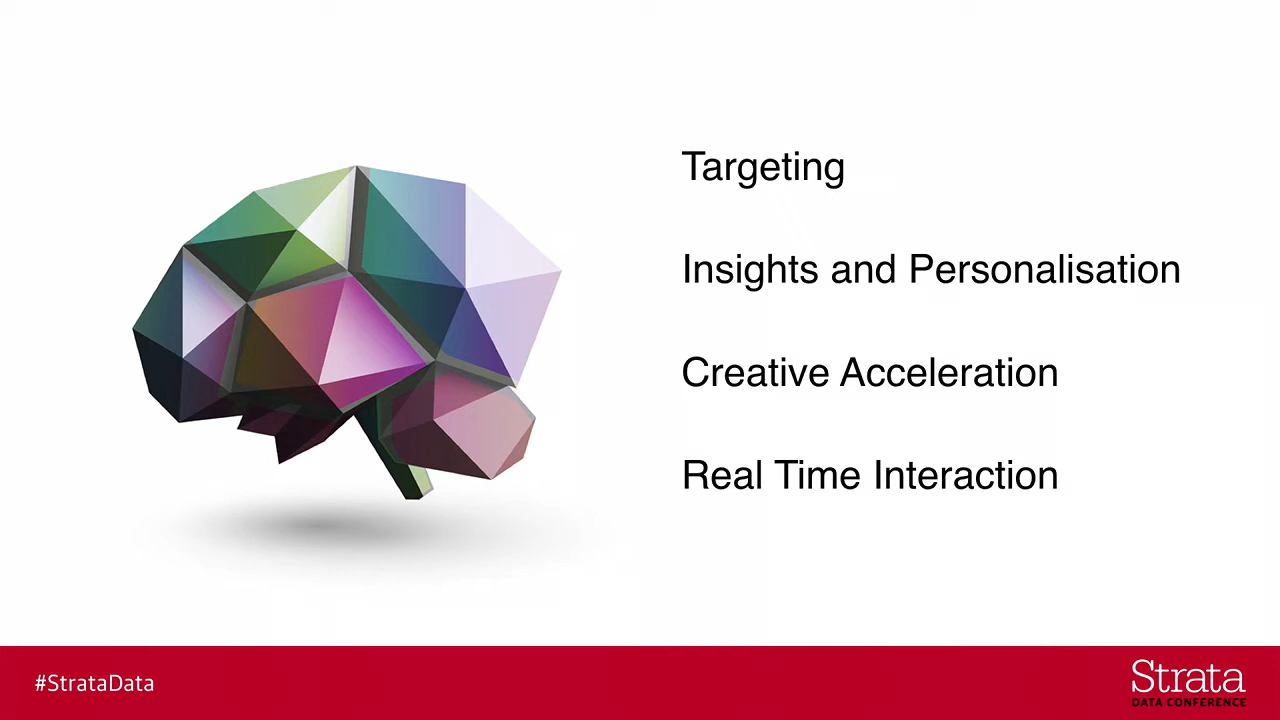 Targeting
Insights and Personalisation
Creative Acceleration
Real Time Interaction
#StrataData
Strata
DATA CONFERENCE